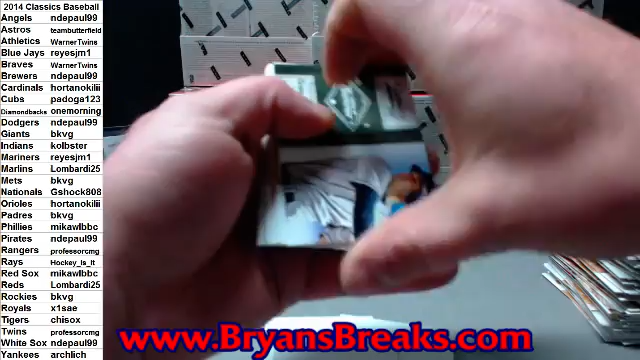 2014 Classics Baseball
Angels ndepaul99
Astros teambutterfield
Athletics WarnerTwins
Blue Jays reyesjm1
Braves WarnerTwins
Brewers ndepaul99
Cardinals hortanokilii
Cubs padoga123
Diamondbacks onemorning
Dodgers ndepaul99
Giants bkvg
Indians kolbster
Mariners reyesjm1
Marlins Lombardi25
Mets bkvg
Nationals Gshock808
Orioles hortanokilii
Padres bkvg
Phillies mikawlbbc
Pirates ndepaul99
Rangers professorcmg
Rays Hockey_Is_It
Red Sox mikawlbbc
Reds Lombardi25
Rockies bkvg
Royals x1sae
Tigers chisox
Twins professorcmg
White Sox ndepaul99
Yankees archlich
www.BryansBreaks.com